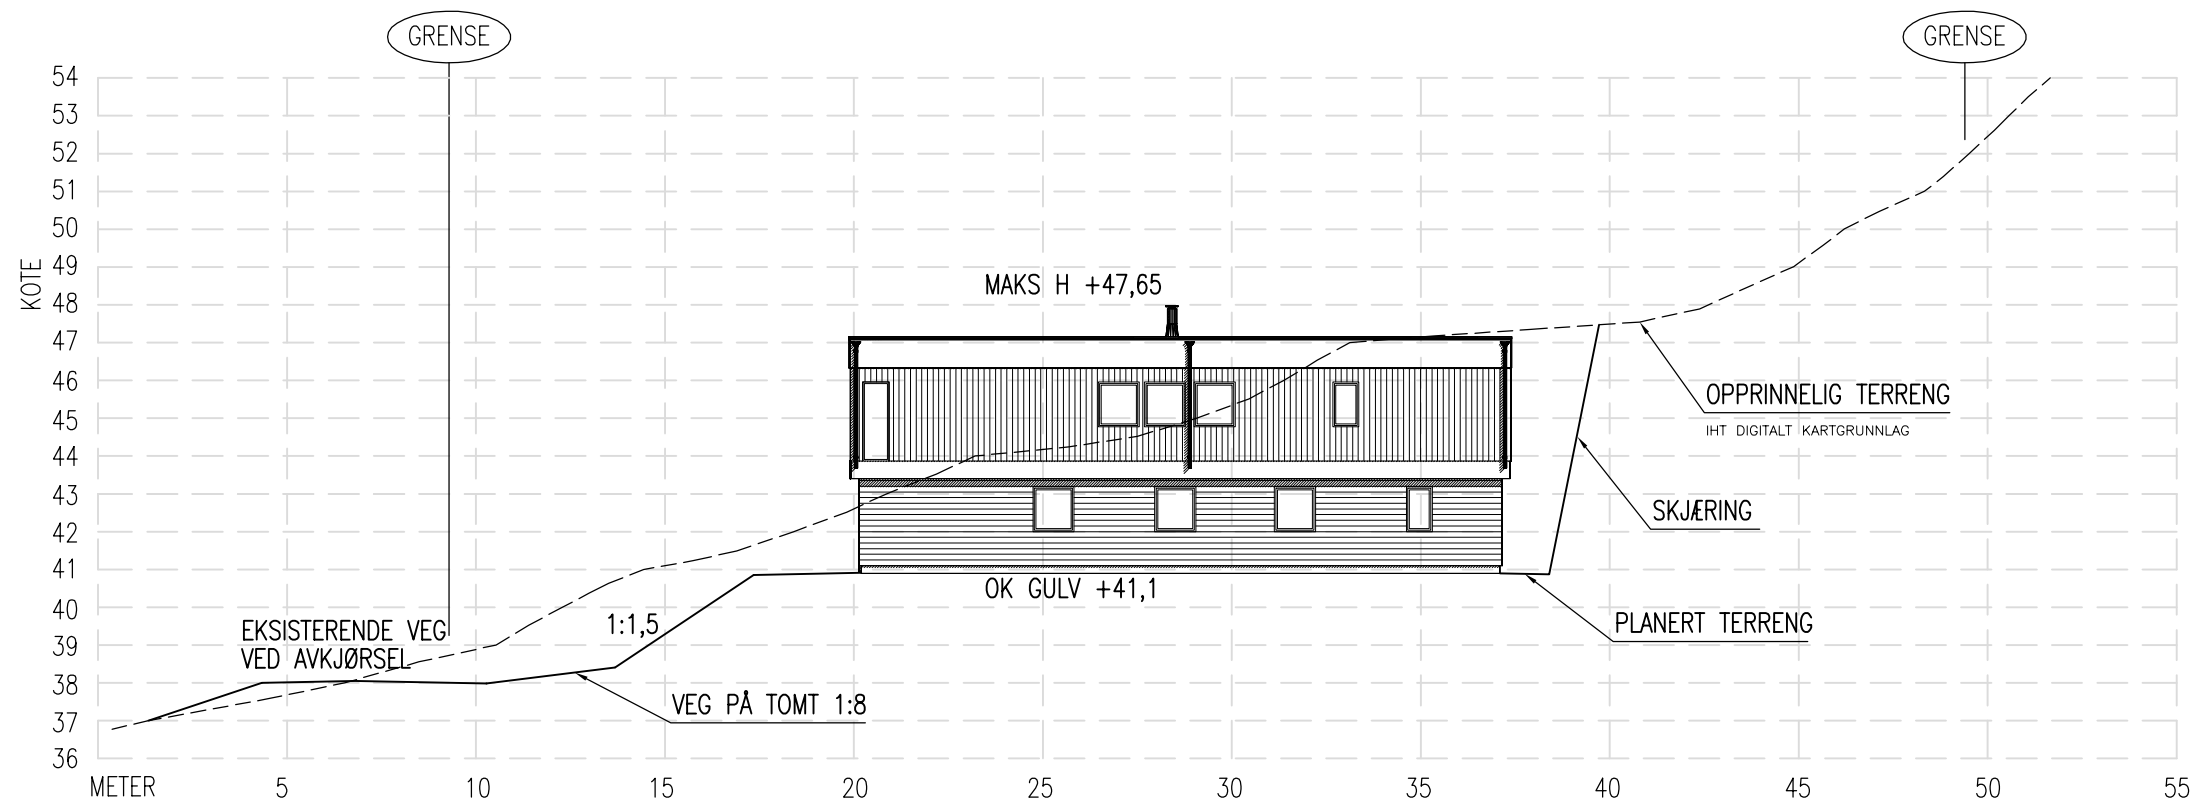 GRENSE
GRENSE
54
53
52
51
50
49
48
47
46
45
44
43
42
41
40
39
38
37
36
KOTE
MAKS H +47,65
OPPRINNELIG TERRENG
IHT DIGITALT KARTGRUNNLAG
SKJÆRING
OK GULV +41,1
PLANERT TERRENG
1:1,5
EKSISTERENDE VEG
VED AVKJØRSEL
VEG PÅ TOMT 1:8
METER 5 10 15 20 25 30 35 40 45 50 55